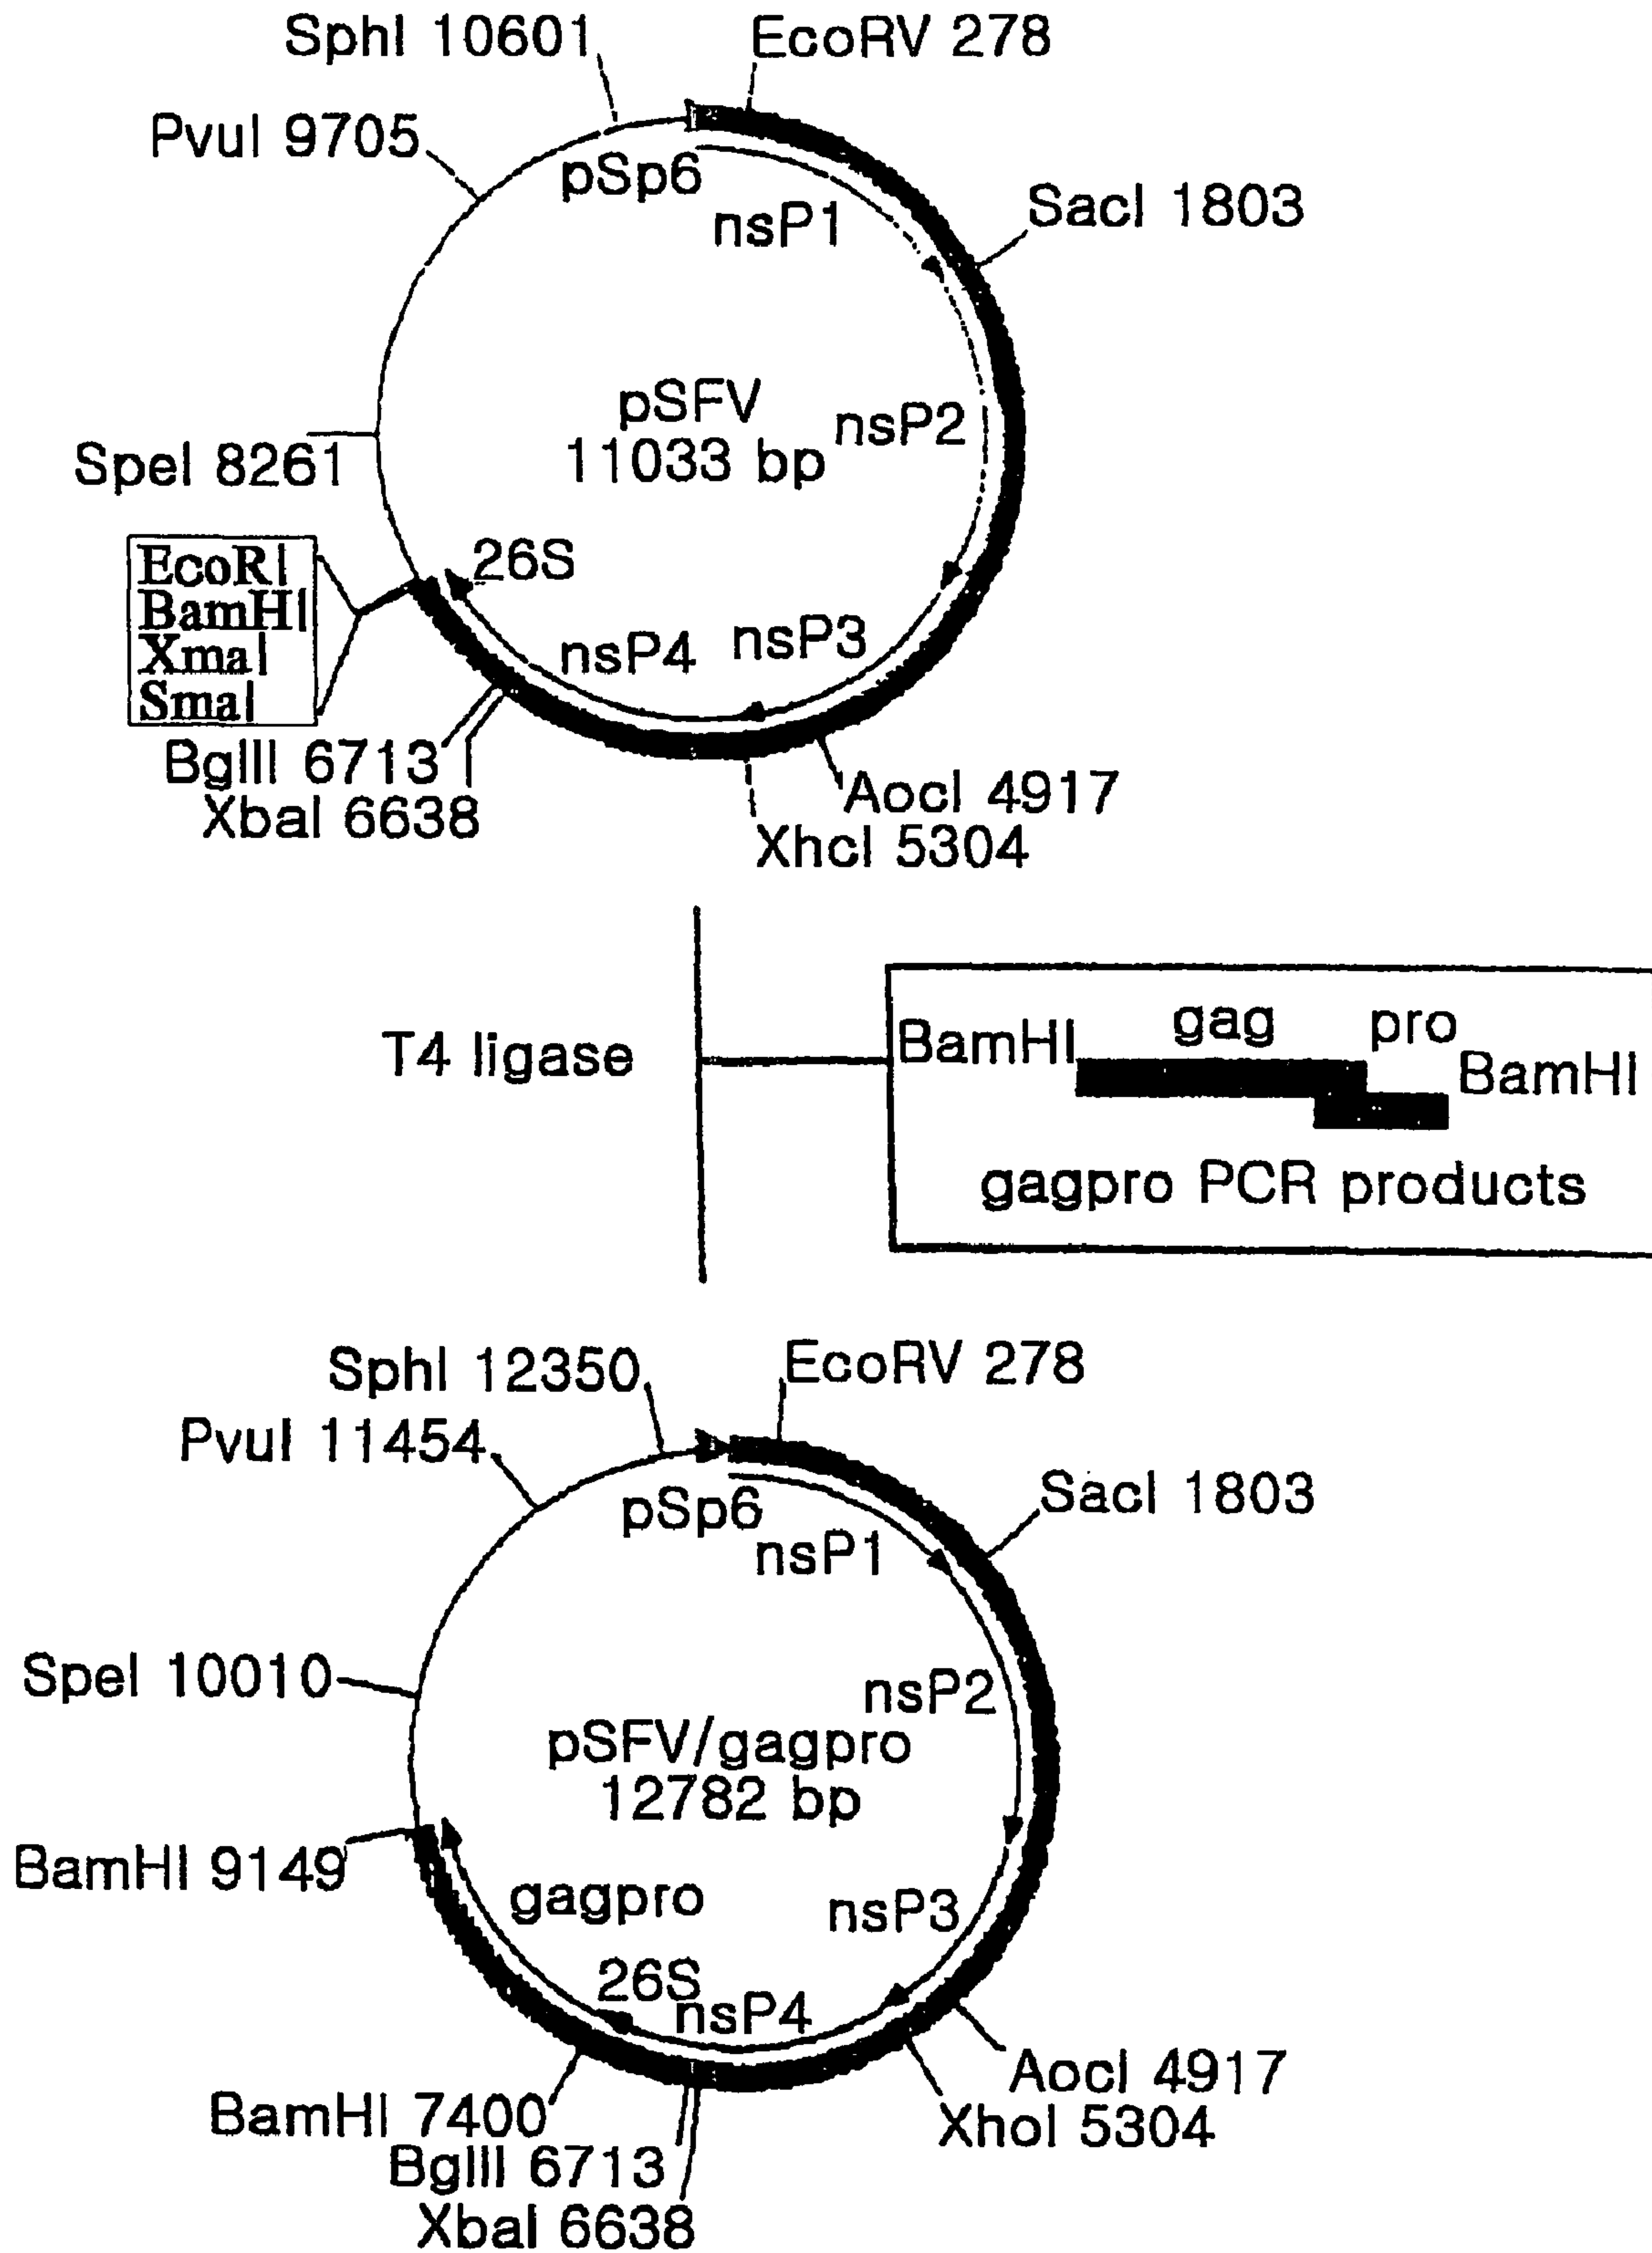 SphI 10601
EcoRV 278
PvuI 9705
pSp6
nsP1
SacI 1803
pSFV
11033 bp
nsP2
SpeI 8261
EcoRI
BamHI
XmaI
SmaI
26S
nsP4
nsP3
BglII 6713
XbaI 6638
AocI 4917
XhcI 5304
T4 ligase
BamHI
gag
pro
BamHI
gagpro PCR products
SphI 12350
EcoRV 278
PvuI 11454
pSp6
nsP1
SacI 1803
SpeI 10010
nsP2
pSFV/gagpro
12782 bp
BamHI 9149
gagpro
nsP3
26S
nsP4
BamHI 7400
BglII 6713
XbaI 6638
AocI 4917
XhoI 5304